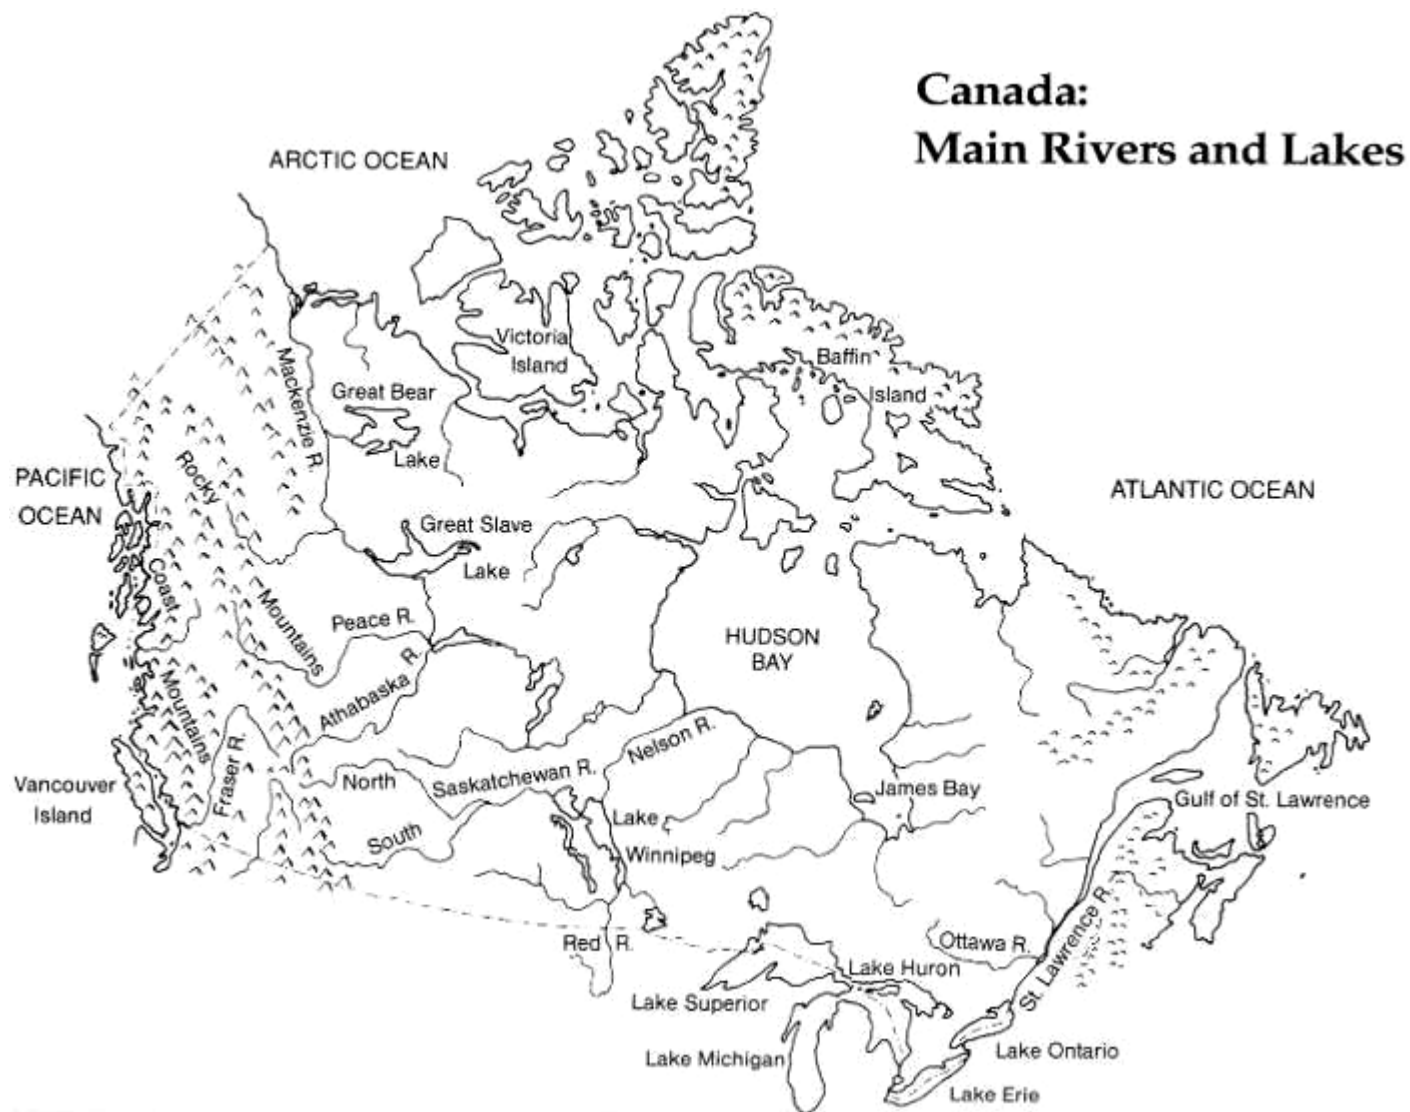 Canada:
Main Rivers and Lakes
ARCTIC OCEAN
Victoria
Island
Baffin
Island
Mackenzie R.
Great Bear
Lake
Rocky
Mountains
PACIFIC
OCEAN
ATLANTIC OCEAN
Great Slave
Lake
Coast
Mountains
Peace R.
HUDSON
BAY
Athabaska R.
Fraser R.
Nelson R.
North
Saskatchewan R.
South
Vancouver
Island
James Bay
Gulf of St. Lawrence
Lake
Winnipeg
Red R.
Ottawa R.
St. Lawrence R.
Lake Huron
Lake Superior
Lake Michigan
Lake Ontario
Lake Erie